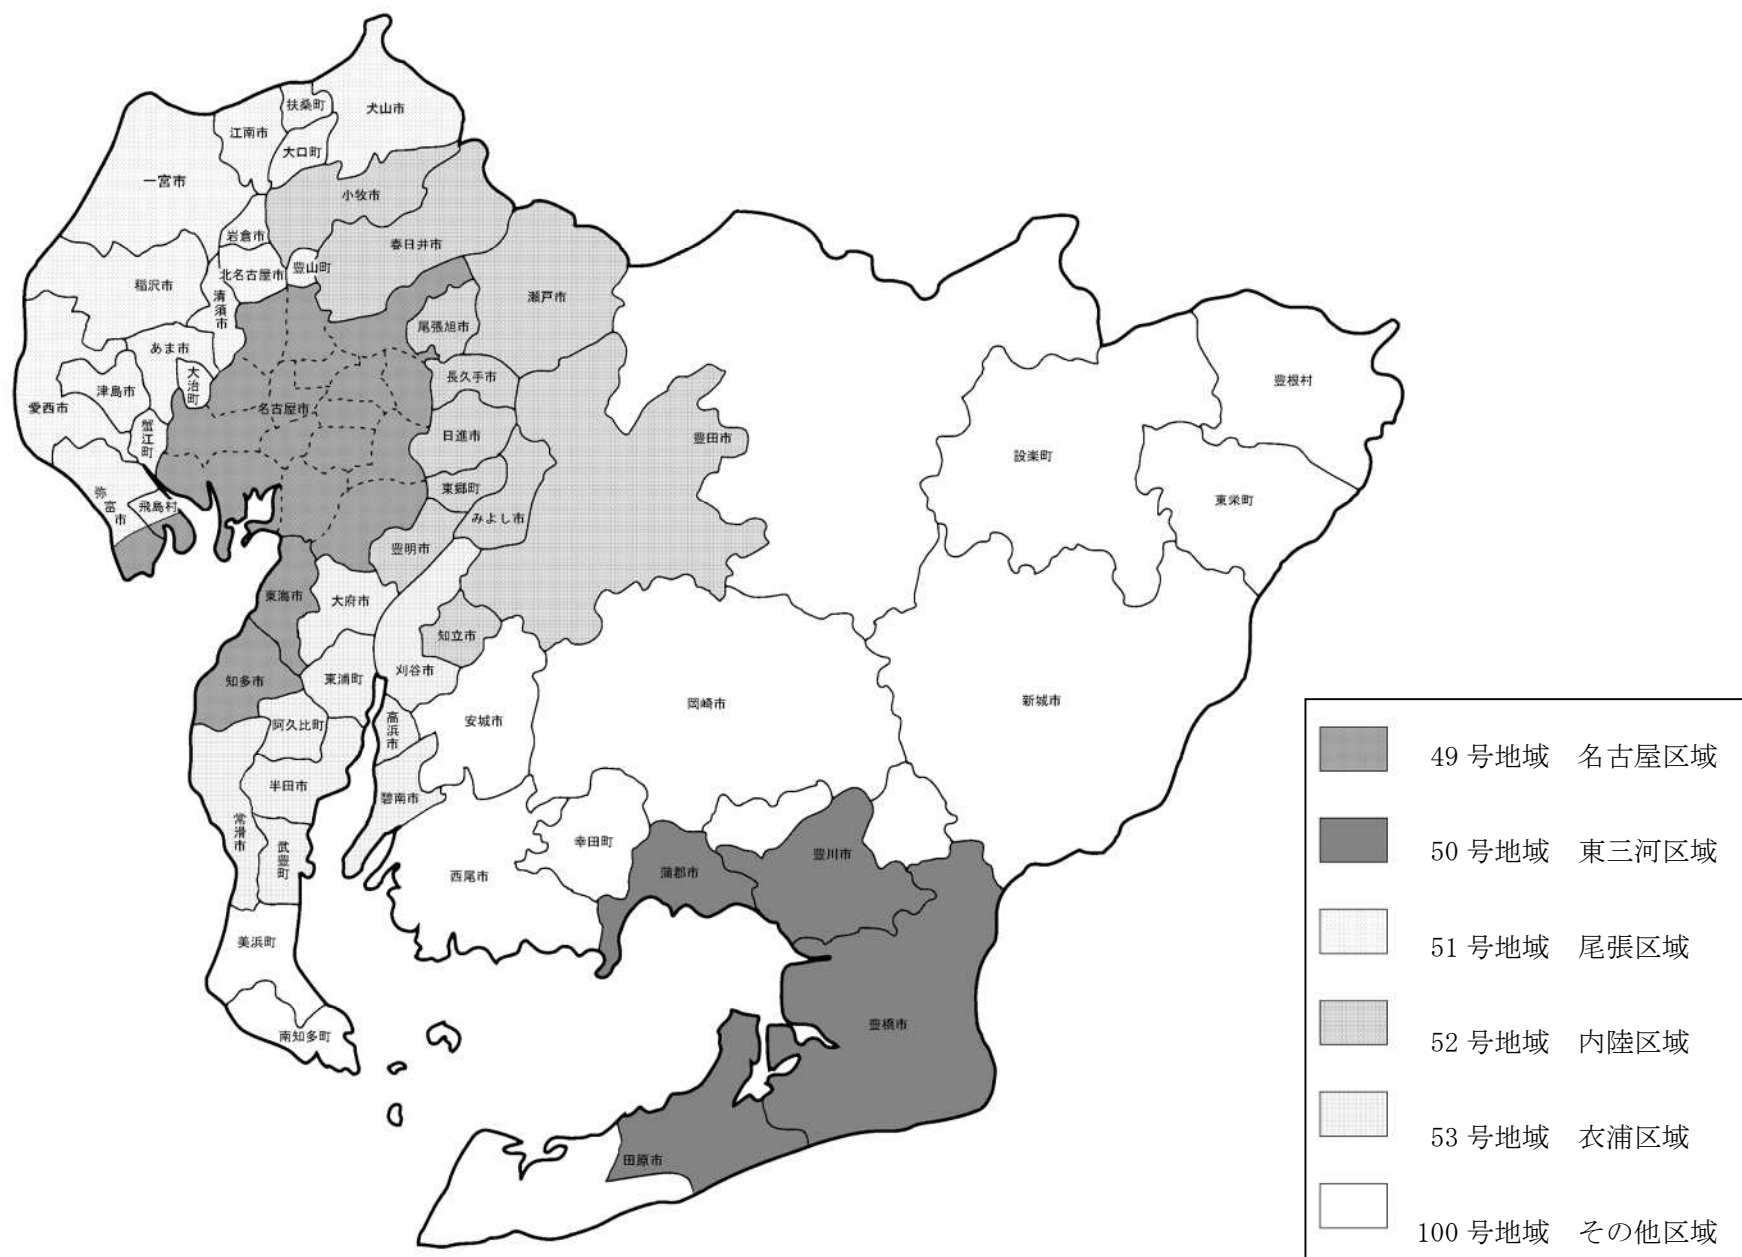 犬山市
扶桑町
江南市
大口町
一宮市
小牧市
岩倉市
春日井市
豊山町
北名古屋市
稲沢市
清須市
瀬戸市
尾張旭市
あま市
大治町
津島市
長久手市
愛西市
名古屋市
蟹江町
日進市
豊田市
東郷町
弥富市
飛島村
みよし市
豊明市
豊根村
設楽町
東栄町
東海市
大府市
知立市
刈谷市
知多市
東浦町
阿久比町
高浜市
安城市
岡崎市
新城市
半田市
碧南市
常滑市
武豊町
幸田町
豊川市
蒲郡市
西尾市
美浜町
南知多町
豊橋市
田原市
49 号地域 名古屋区域
50 号地域 東三河区域
51 号地域 尾張区域
52 号地域 内陸区域
53 号地域 衣浦区域
100 号地域 その他区域